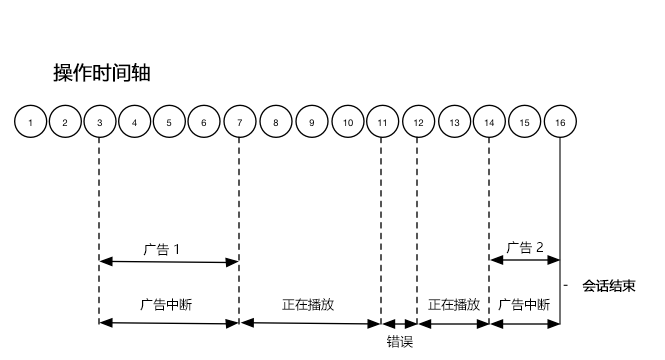 操作时间轴
1 2 3 4 5 6 7 8 9 10 11 12 13 14 15 16
广告 1
广告 2
- 会话结束
广告中断 正在播放 正在播放 广告中断
错误